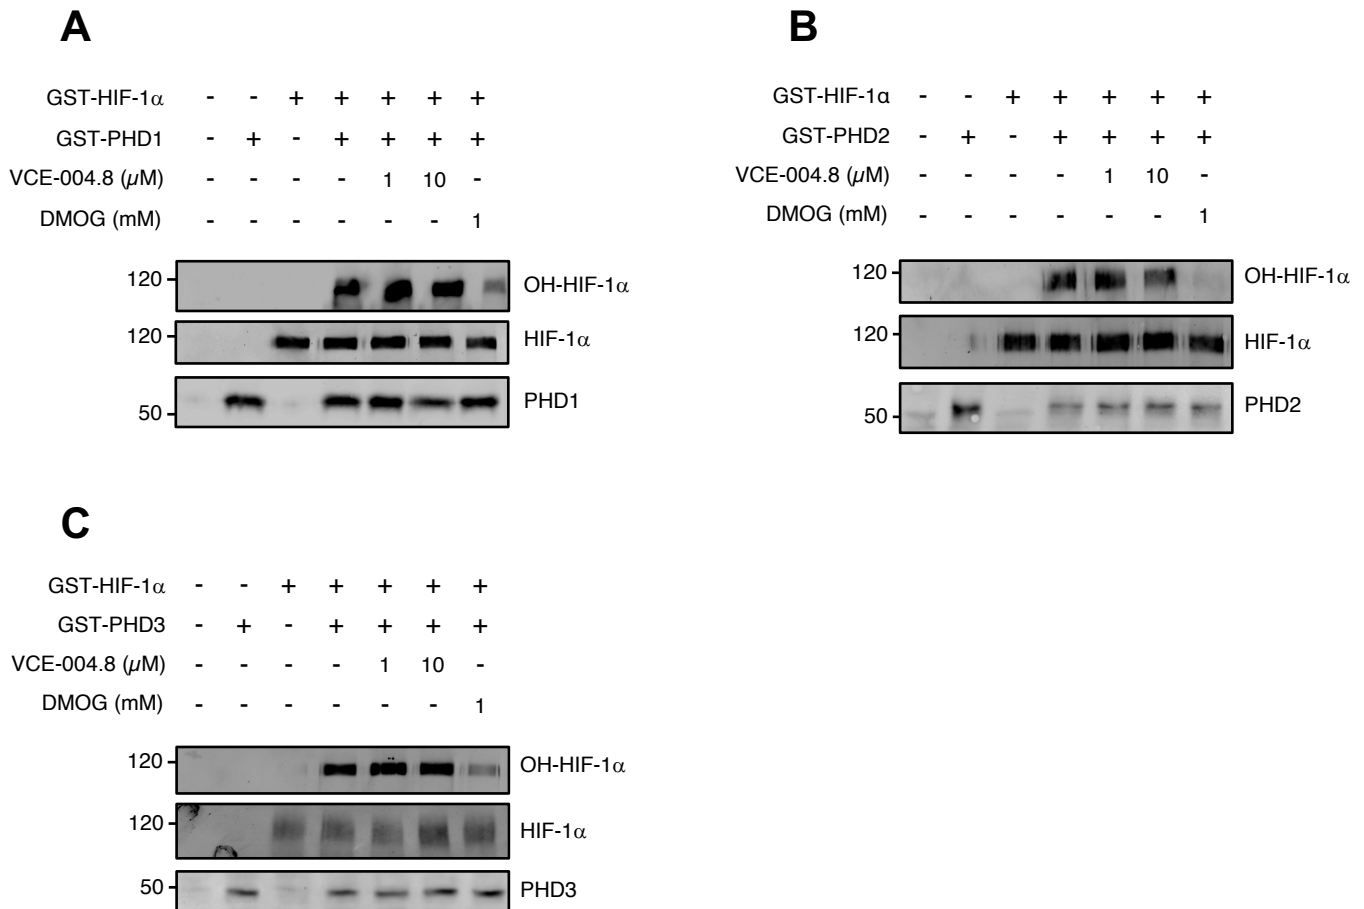 A
GST-HIF-1α - - + + + + +
GST-PHD1 - + - + + + +
VCE-004.8 (μM) - - - - 1 10 -
DMOG (mM) - - - - - - 1
120 OH-HIF-1α
120 HIF-1α
50 PHD1
B
GST-HIF-1α - - + + + + +
GST-PHD2 - + - + + + +
VCE-004.8 (μM) - - - - 1 10 -
DMOG (mM) - - - - - - 1
120 OH-HIF-1α
120 HIF-1α
50 PHD2
C
GST-HIF-1α - - + + + + +
GST-PHD3 - + - + + + +
VCE-004.8 (μM) - - - - 1 10 -
DMOG (mM) - - - - - - 1
120 OH-HIF-1α
120 HIF-1α
50 PHD3